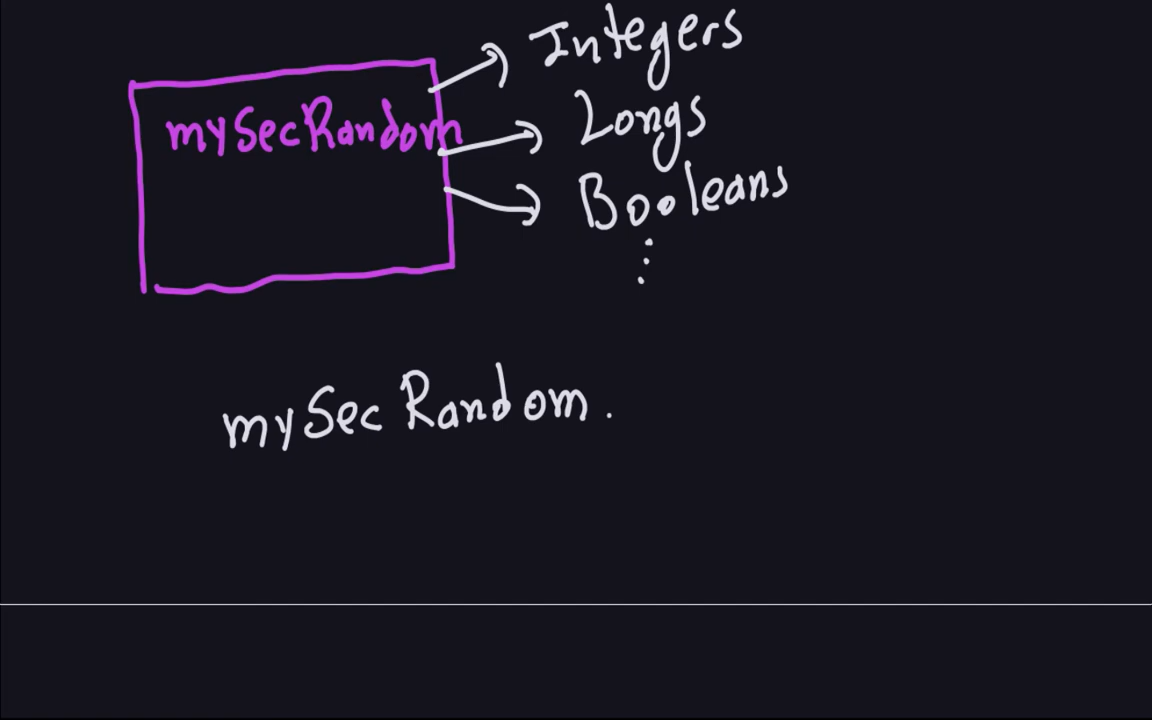 Integers
mySecRandom
Longs
Booleans
⋮
mySecRandom.